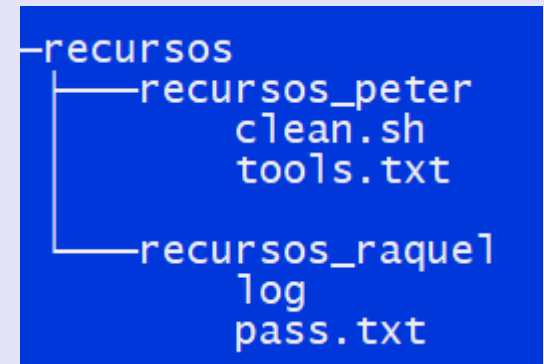 recursos
recursos_peter
clean.sh
tools.txt
recursos_raquel
log
pass.txt